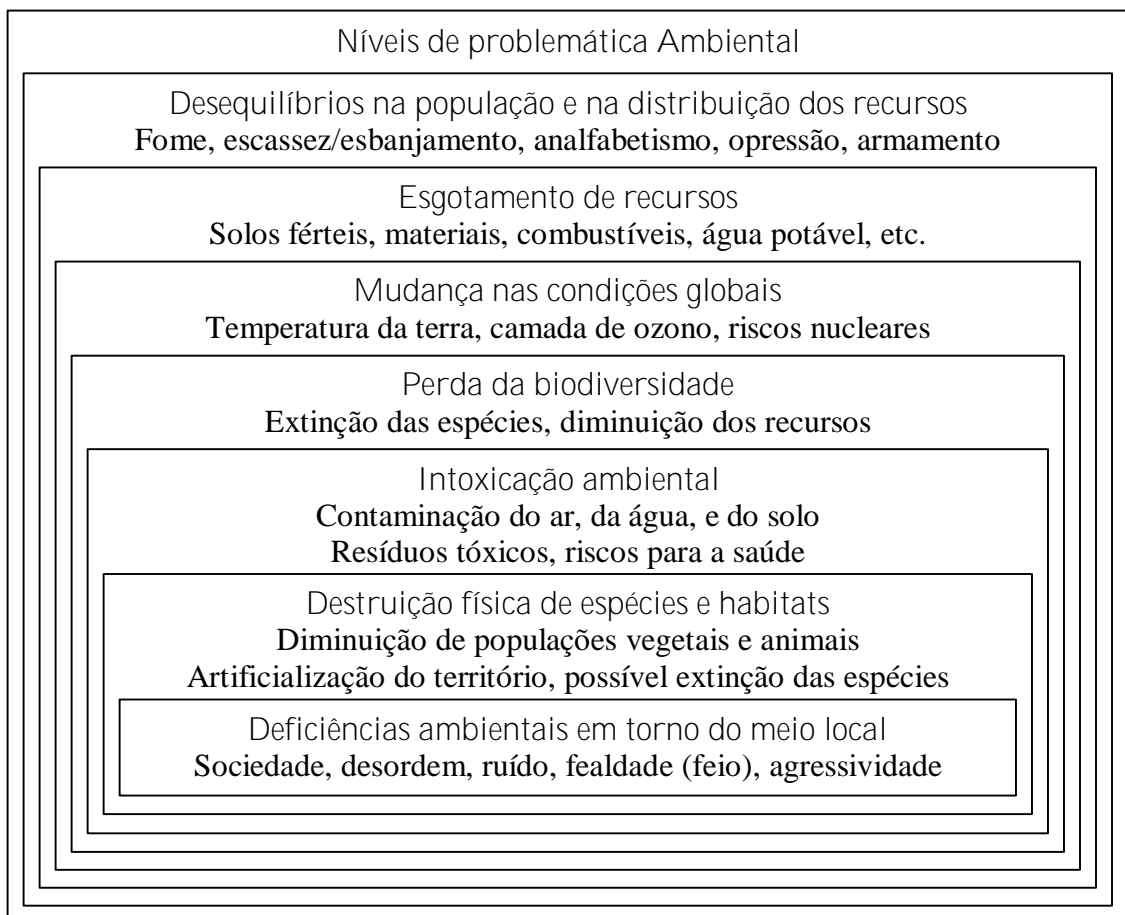 Níveis de problemática Ambiental
Desequilíbrios na população e na distribuição dos recursos
Fome, escassez/esbanjamento, analfabetismo, opressão, armamento
Esgotamento de recursos
Solos férteis, materiais, combustíveis, água potável, etc.
Mudança nas condições globais
Temperatura da terra, camada de ozono, riscos nucleares
Perda da biodiversidade
Extinção das espécies, diminuição dos recursos
Intoxicação ambiental
Contaminação do ar, da água, e do solo
Resíduos tóxicos, riscos para a saúde
Destruição física de espécies e habitats
Diminuição de populações vegetais e animais
Artificialização do território, possível extinção das espécies
Deficiências ambientais em torno do meio local
Sociedade, desordem, ruído, fealdade (feio), agressividade